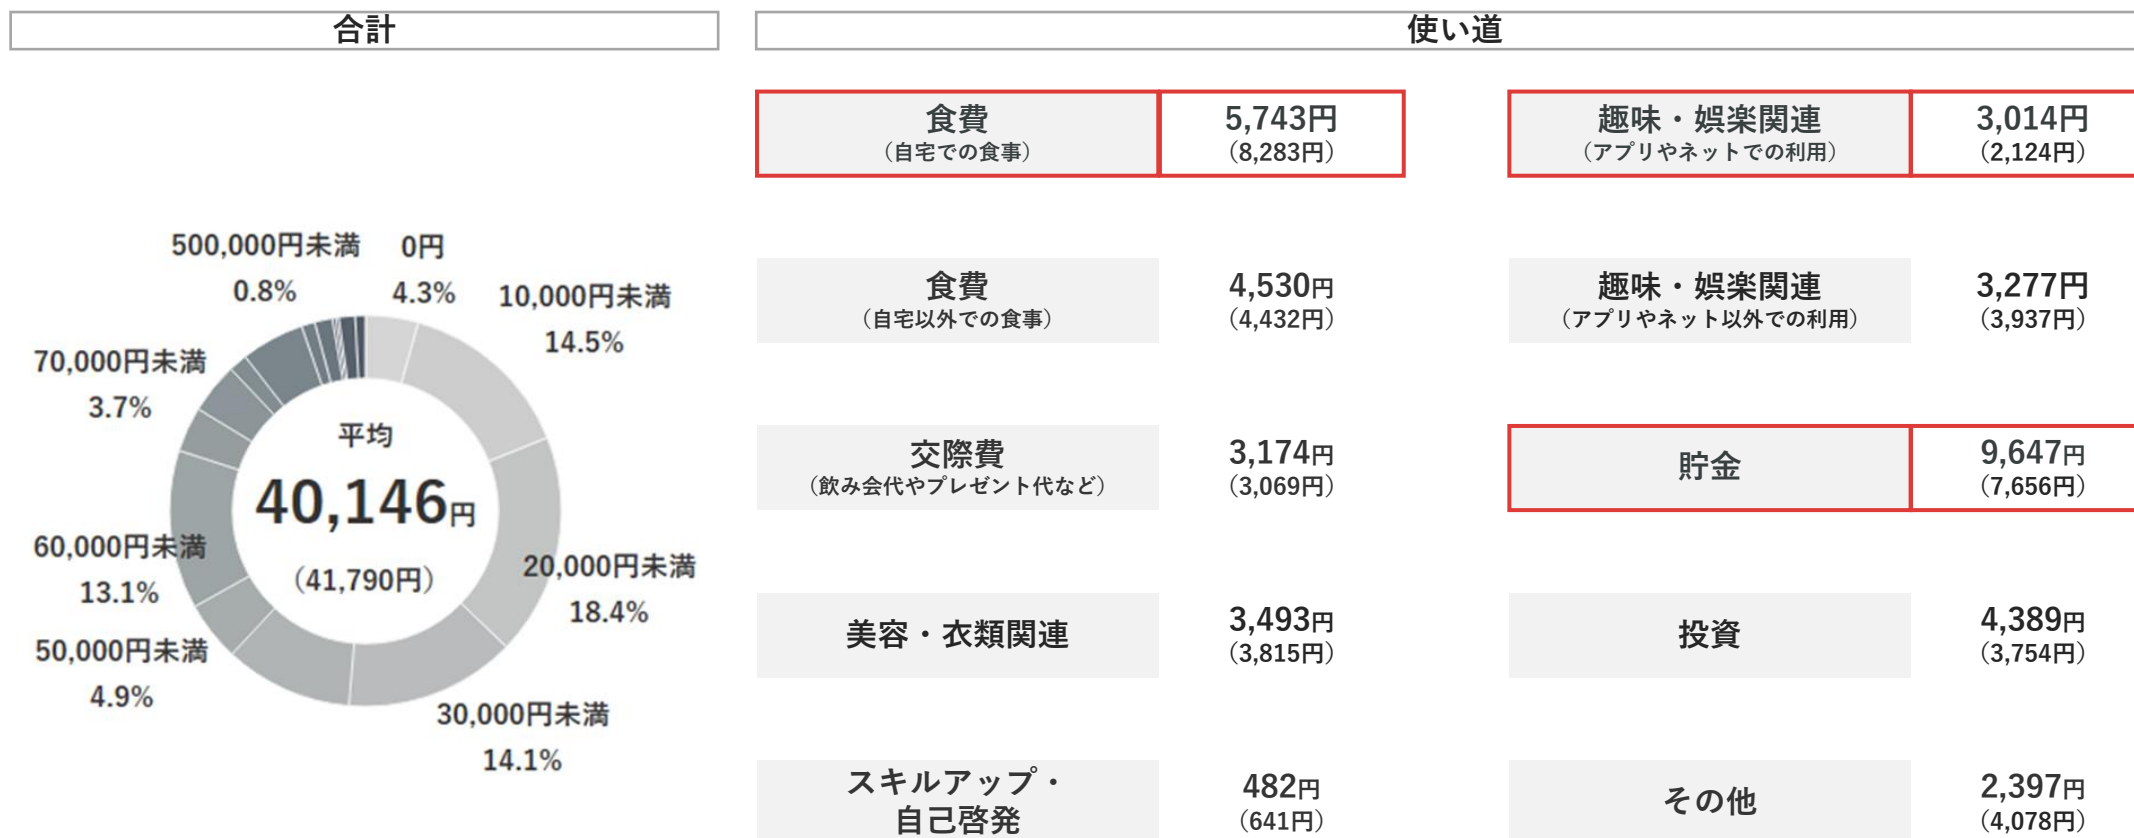 合計
500,000円未満
0.8%
0円
4.3%
10,000円未満
14.5%
70,000円未満
3.7%
平均
40,146円
（41,790円）
60,000円未満
13.1%
20,000円未満
18.4%
50,000円未満
4.9%
30,000円未満
14.1%
使い道
食費
（自宅での食事）
5,743円
（8,283円）
趣味・娯楽関連
（アプリやネットでの利用）
3,014円
（2,124円）
食費
（自宅以外での食事）
4,530円
（4,432円）
趣味・娯楽関連
（アプリやネット以外での利用）
3,277円
（3,937円）
交際費
（飲み会代やプレゼント代など）
3,174円
（3,069円）
貯金
9,647円
（7,656円）
美容・衣類関連
3,493円
（3,815円）
投資
4,389円
（3,754円）
スキルアップ・
自己啓発
482円
（641円）
その他
2,397円
（4,078円）